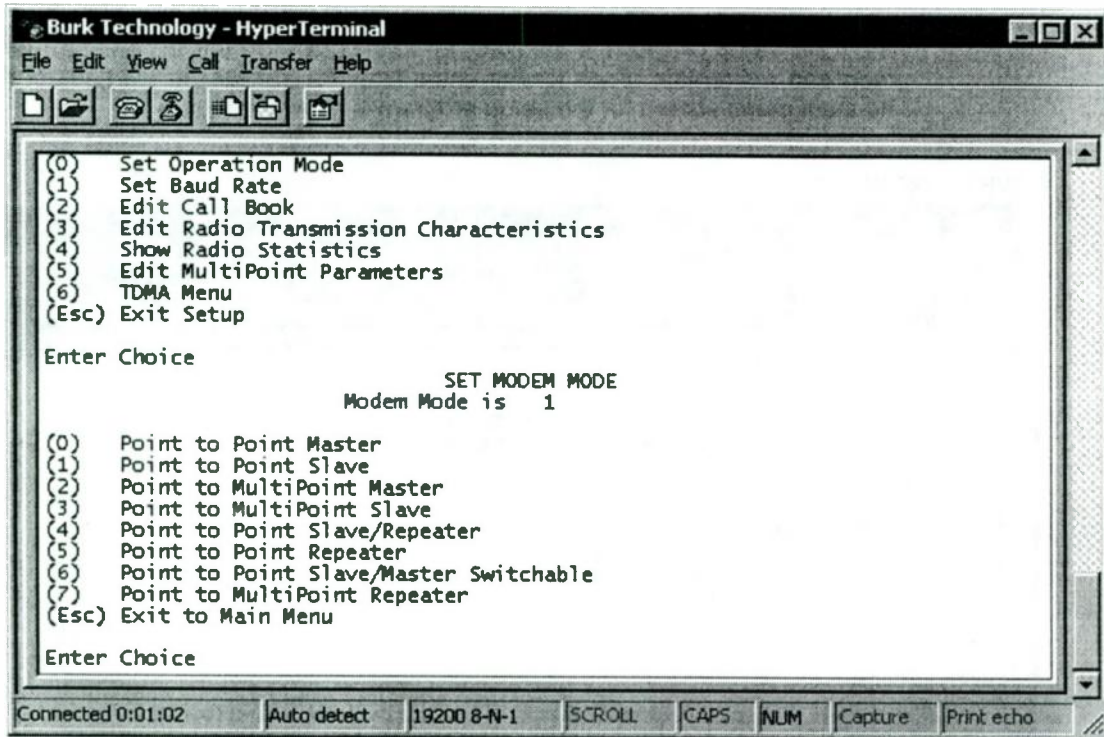 Burk Technology - HyperTerminal
File Edit View Call Transfer Help
(0) Set Operation Mode
(1) Set Baud Rate
(2) Edit Call Book
(3) Edit Radio Transmission Characteristics
(4) Show Radio Statistics
(5) Edit MultiPoint Parameters
(6) TDMA Menu
(Esc) Exit Setup
Enter Choice
SET MODEM MODE
Modem Mode is 1
(0) Point to Point Master
(1) Point to Point Slave
(2) Point to MultiPoint Master
(3) Point to MultiPoint Slave
(4) Point to Point Slave/Repeater
(5) Point to Point Repeater
(6) Point to Point Slave/Master Switchable
(7) Point to MultiPoint Repeater
(Esc) Exit to Main Menu
Enter Choice
Connected 0:01:02 Auto detect 19200 8-N-1 SCROLL CAPS NUM Capture Print echo